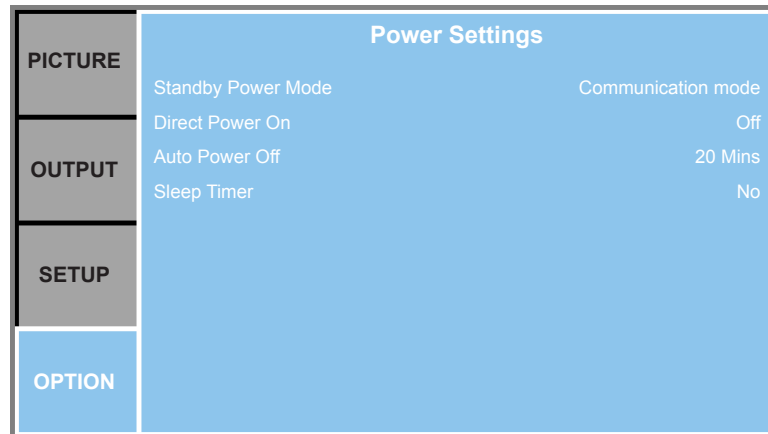 PICTURE
OUTPUT
SETUP
OPTION
Power Settings
Standby Power Mode Communication mode
Direct Power On Off
Auto Power Off 20 Mins
Sleep Timer No